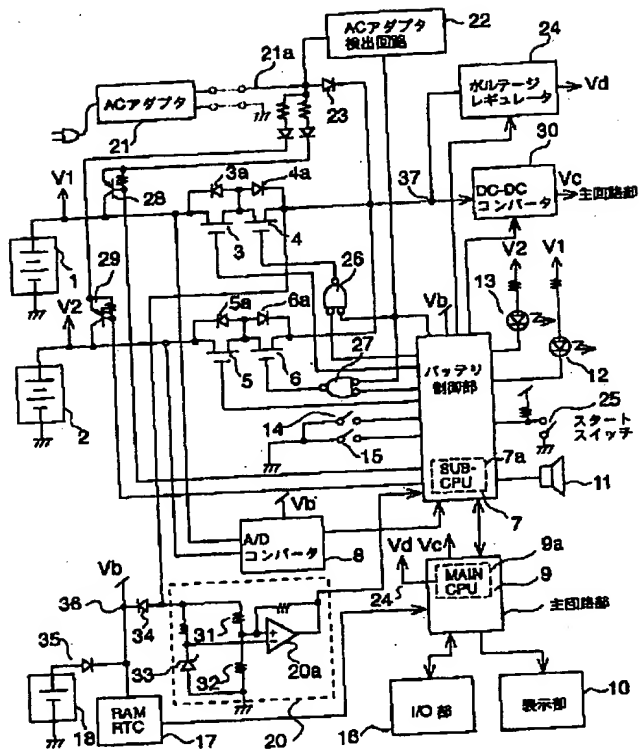 ACアダプタ
検出回路
22
24
21a
ボルテージ
レギュレータ
Vd
ACアダプタ
21
23
30
V1
28
3a
4a
37
DC-DC
コンバータ
Vc
主回路部
3
4
1
26
V2
V1
29
V2
5a
6a
13
Vb
27
5
6
バッテリ
制御部
12
2
14
25
スタート
スイッチ
15
7a
SUB-
CPU
11
Vb
7
A/D
コンバータ
8
Vd
Vc
9a
Vb
MAIN
CPU
9
36
24
主回路部
34
31
35
33
20a
32
18
RAM
RTC
17
20
I/O部
16
表示部
10